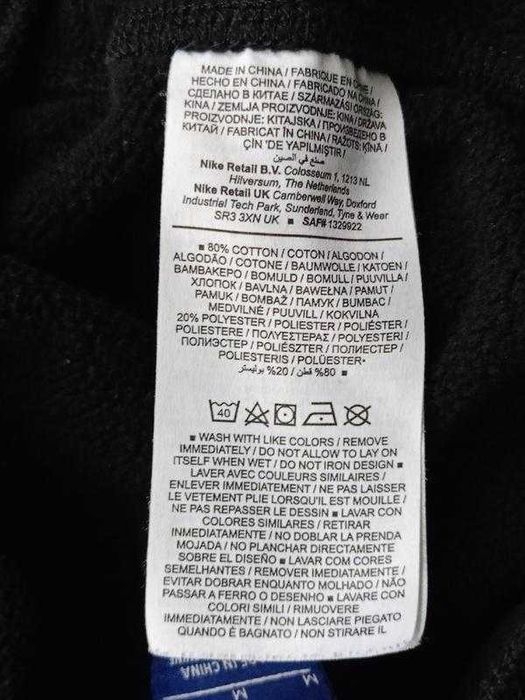 MADE IN CHINA / FABRIQUE EN CHINE /
HECHO EN CHINA / FABRICADO NA CHINA /
СДЕЛАНО В КИТАЕ / SZÁRMAZÁSI ORSZÁG:
KÍNA / ZEMLJA PROIZVODNJE: KINA / DRŽAVA
PROIZVODNJE: KITAJSKA / ПРОИЗВЕДЕНО В
КИТАЙ / FABRICAT ÎN CHINA / RAŽOTS: ĶĪNĀ /
ÇİN 'DE YAPILMIŞTIR /
صنع في الصين
Nike Retail B.V. Colosseum 1, 1213 NL
Hilversum, The Netherlands
Nike Retail UK Camberwell Way, Doxford
Industrial Tech Park, Sunderland, Tyne & Wear
SR3 3XN UK ■ SAF# 1329922
■ 80% COTTON / COTON / ALGODON /
ALGODÃO / COTONE / BAUMWOLLE / KATOEN /
ΒΑΜΒΑΚΕΡΟ / BOMULD / BOMULL / PUUVILLA /
ХЛОПОК / BAVLNA / BAWEŁNA / PAMUT /
PAMUK / BOMBAŽ / ПАМУК / BUMBAC /
MEDVILNĖ / PUUVILL / KOKVILNA
20% POLYESTER / POLIESTER / POLIÉSTER /
POLIESTERE / ΠΟΛΥΕΣΤΕΡΑΣ / POLYESTERI /
ПОЛИЭСТЕР / POLIÉSZTER / ПОЛИЕСТЕР /
POLIESTERIS / POLÜESTER*
■ 80% قطن / 20% بوليستر
40
■ WASH WITH LIKE COLORS / REMOVE
IMMEDIATELY / DO NOT ALLOW TO LAY ON
ITSELF WHEN WET / DO NOT IRON DESIGN ■
LAVER AVEC COULEURS SIMILAIRES /
ENLEVER IMMEDIATEMENT / NE PAS LAISSER
LE VETEMENT PLIE LORSQU'IL EST MOUILLE /
NE PAS REPASSER LE DESSIN ■ LAVAR CON
COLORES SIMILARES / RETIRAR
INMEDIATAMENTE / NO DOBLAR LA PRENDA
MOJADA / NO PLANCHAR DIRECTAMENTE
SOBRE EL DISEÑO ■ LAVAR COM CORES
SEMELHANTES / REMOVER IMEDIATAMENTE /
EVITAR DOBRAR ENQUANTO MOLHADO / NÃO
PASSAR A FERRO O DESENHO ■ LAVARE CON
COLORI SIMILI / RIMUOVERE
IMMEDIATAMENTE / NON LASCIARE PIEGATO
QUANDO È BAGNATO / NON STIRARE IL
IN CHINA
M
M